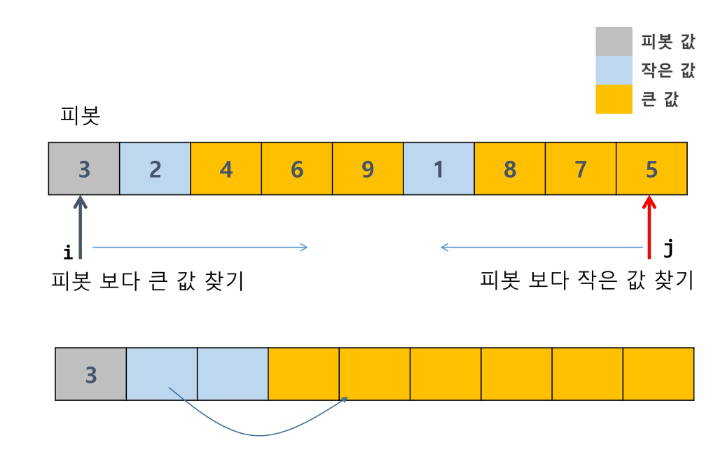 피봇 값
작은 값
큰 값
피봇
3 2 4 6 9 1 8 7 5
i j
피봇 보다 큰 값 찾기 피봇 보다 작은 값 찾기
3